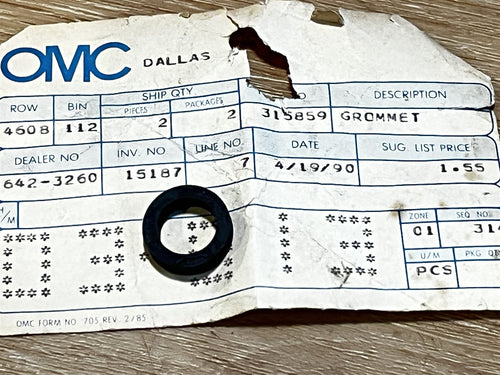 OMC DALLAS
SHIP QTY
ROW BIN PIECES PACKAGES NO DESCRIPTION
4608 112 2 2 315859 GROMMET
DEALER NO INV. NO LINE NO. DATE SUG. LIST PRICE
642-3260 15187 7 4/19/90 1.55
/M
ZONE SEQ NO
01 314
U/M PKG
PCS
OMC FORM NO. 705 REV. 2/85